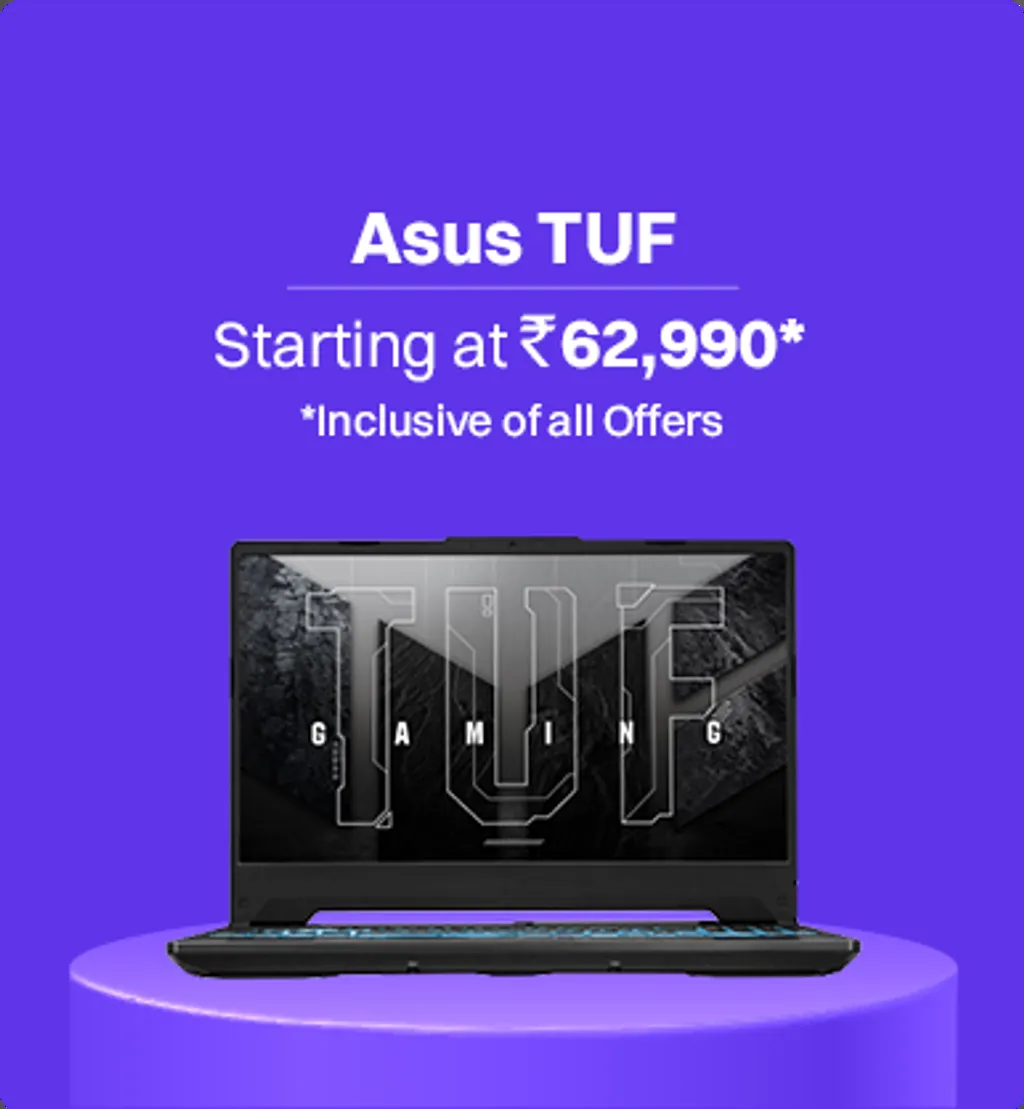 Asus TUF
Starting at ₹62,990*
*Inclusive of all Offers
TUF
GAMING